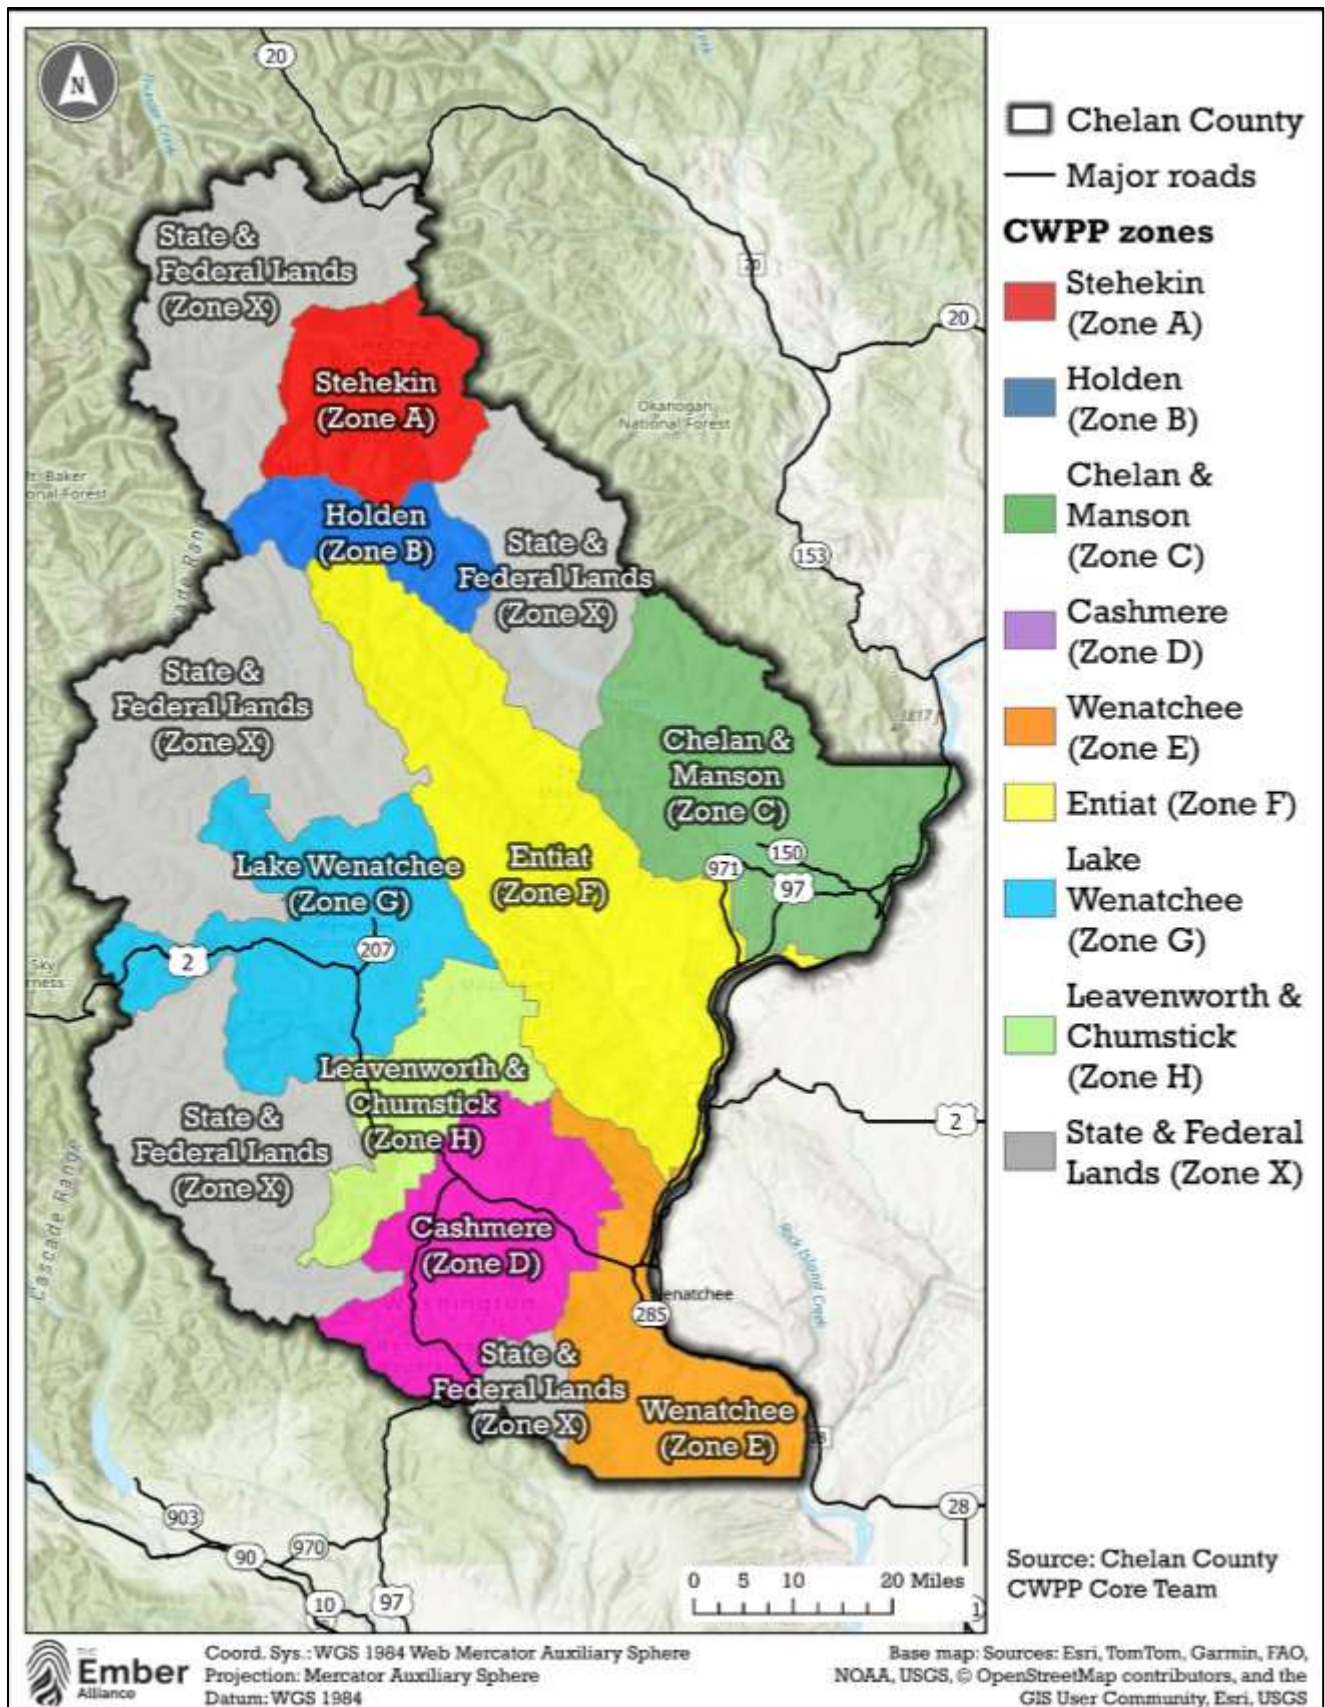 N
20
Thunder Creek
State &
Federal Lands
(Zone X)
20
20
Stehekin
(Zone A)
Okanogan
National Forest
Holden
(Zone B)
State &
Federal Lands
(Zone X)
153
State &
Federal Lands
(Zone X)
Chelan &
Manson
(Zone C)
Lake Wenatchee
(Zone G)
Entiat
(Zone F)
971
150
97
2
207
Leavenworth &
Chumstick
(Zone H)
2
State &
Federal Lands
(Zone X)
Cascade Range
Cashmere
(Zone D)
Rock Island Creek
285
enatchee
State &
Federal Lands
(Zone X)
Wenatchee
(Zone E)
28
903
90
970
10
97
0 5 10 20 Miles
Chelan County
Major roads
CWPP zones
Stehekin
(Zone A)
Holden
(Zone B)
Chelan &
Manson
(Zone C)
Cashmere
(Zone D)
Wenatchee
(Zone E)
Entiat (Zone F)
Lake
Wenatchee
(Zone G)
Leavenworth &
Chumstick
(Zone H)
State & Federal
Lands (Zone X)
Source: Chelan County
CWPP Core Team
THE
Ember
Alliance
Coord. Sys.: WGS 1984 Web Mercator Auxiliary Sphere
Projection: Mercator Auxiliary Sphere
Datum: WGS 1984
Base map: Sources: Esri, TomTom, Garmin, FAO,
NOAA, USGS, © OpenStreetMap contributors, and the
GIS User Community, Esri, USGS